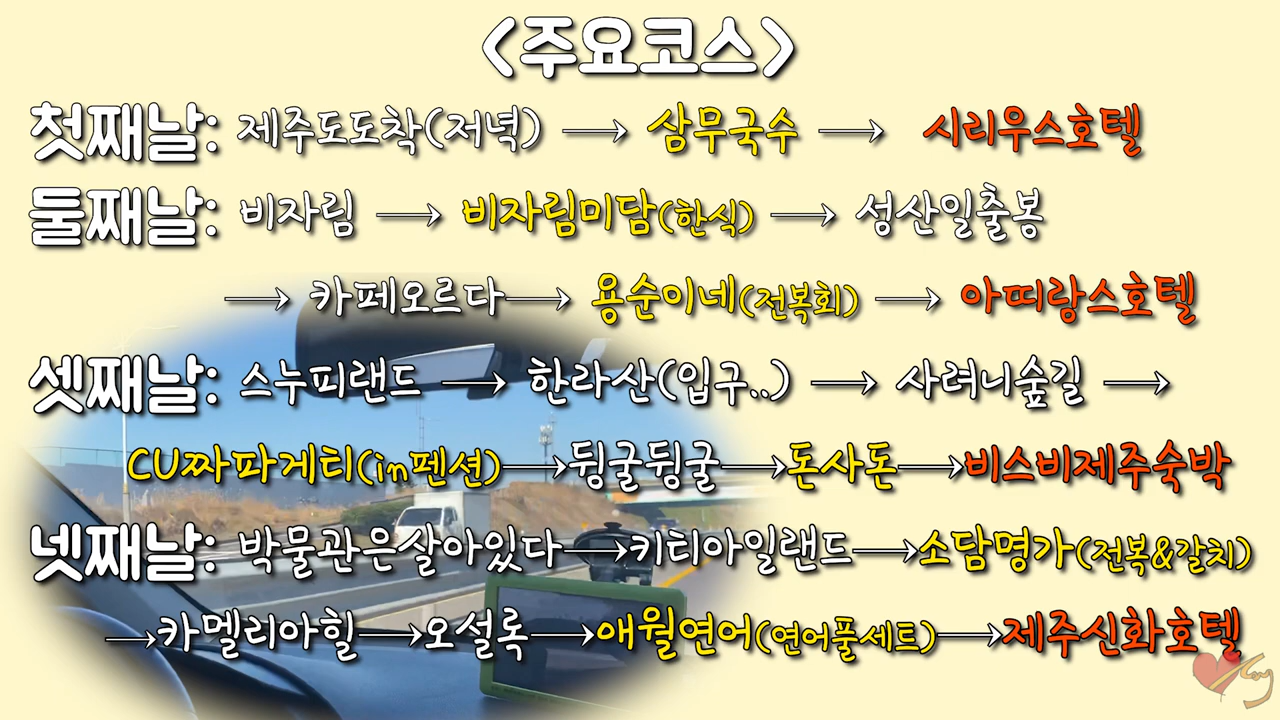 <주요코스>
첫째날: 제주도도착(저녁) → 삼무국수 → 시리우스호텔
둘째날: 비자림 → 비자림미담(한식) → 성산일출봉
→ 카페오르다→ 용순이네(전복회) → 아띠랑스호텔
셋째날: 스누피랜드 → 한라산(입구..) → 사려니숲길 →
CU짜파게티(in펜션)→뒹굴뒹굴→돈사돈→비스비제주숙박
넷째날: 박물관은살아있다→키티아일랜드→소담명가(전복&갈치)
→카멜리아힐→오설록→애월연어(연어풀세트)→제주신화호텔